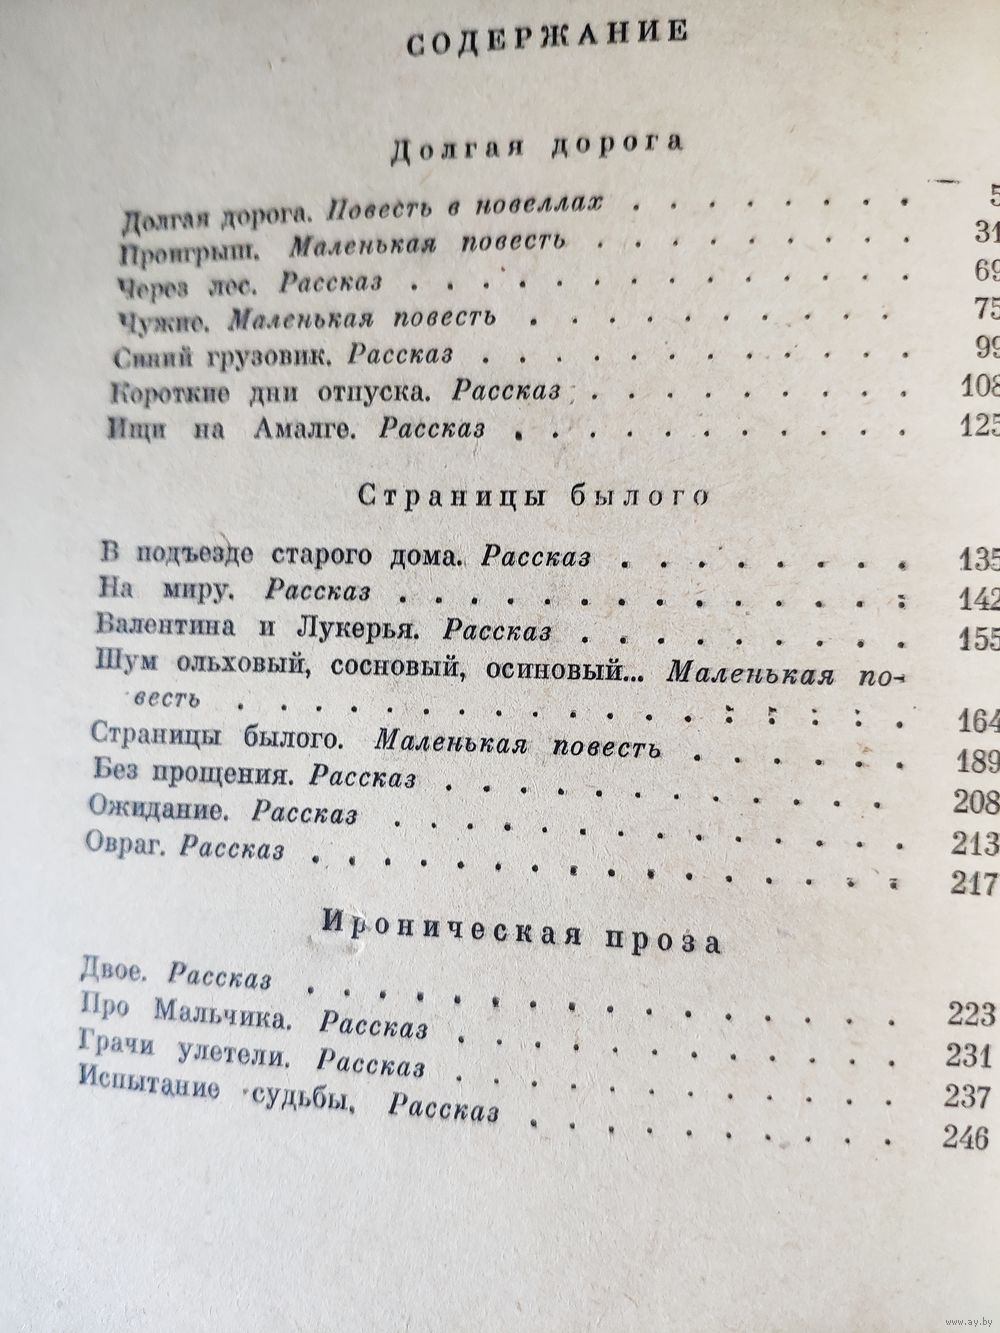 СОДЕРЖАНИЕ
Долгая дорога
Долгая дорога. Повесть в новеллах . . . . . . . . 5
Проигрыш. Маленькая повесть . . . . . . . . . 31
Через лес. Рассказ . . . . . . . . . . . . . 69
Чужие. Маленькая повесть . . . . . . . . . . 75
Синий грузовик. Рассказ . . . . . . . . . . . . 99
Короткие дни отпуска. Рассказ . . . . . . . . . 108
Ищи на Амалге. Рассказ . . . . . . . . . . . 125
Страницы былого
В подъезде старого дома. Рассказ . . . . . . . . 135
На миру. Рассказ . . . . . . . . . . . . . . 142
Валентина и Лукерья. Рассказ . . . . . . . . . 155
Шум ольховый, сосновый, осиновый... Маленькая по-
весть . . . . . . . . . . . . . . . . . 164
Страницы былого. Маленькая повесть . . . . . . 189
Без прощения. Рассказ . . . . . . . . . . . . 208
Ожидание. Рассказ . . . . . . . . . . . . . . 213
Овраг. Рассказ . . . . . . . . . . . . . . . . 217
Ироническая проза
Двое. Рассказ . . . . . . . . . . . . . . . . 223
Про Мальчика. Рассказ . . . . . . . . . . . . 231
Грачи улетели. Рассказ . . . . . . . . . . . . 237
Испытание судьбы. Рассказ . . . . . . . . . . 246
www.ay.by